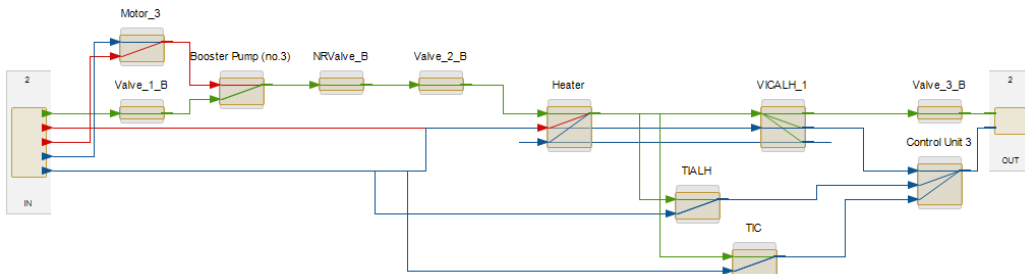 Motor_3
2
Booster Pump (no.3)
NRValve_B
Valve_2_B
2
Valve_1_B
Heater
VICALH_1
Valve_3_B
Control Unit 3
OUT
TIALH
IN
TIC